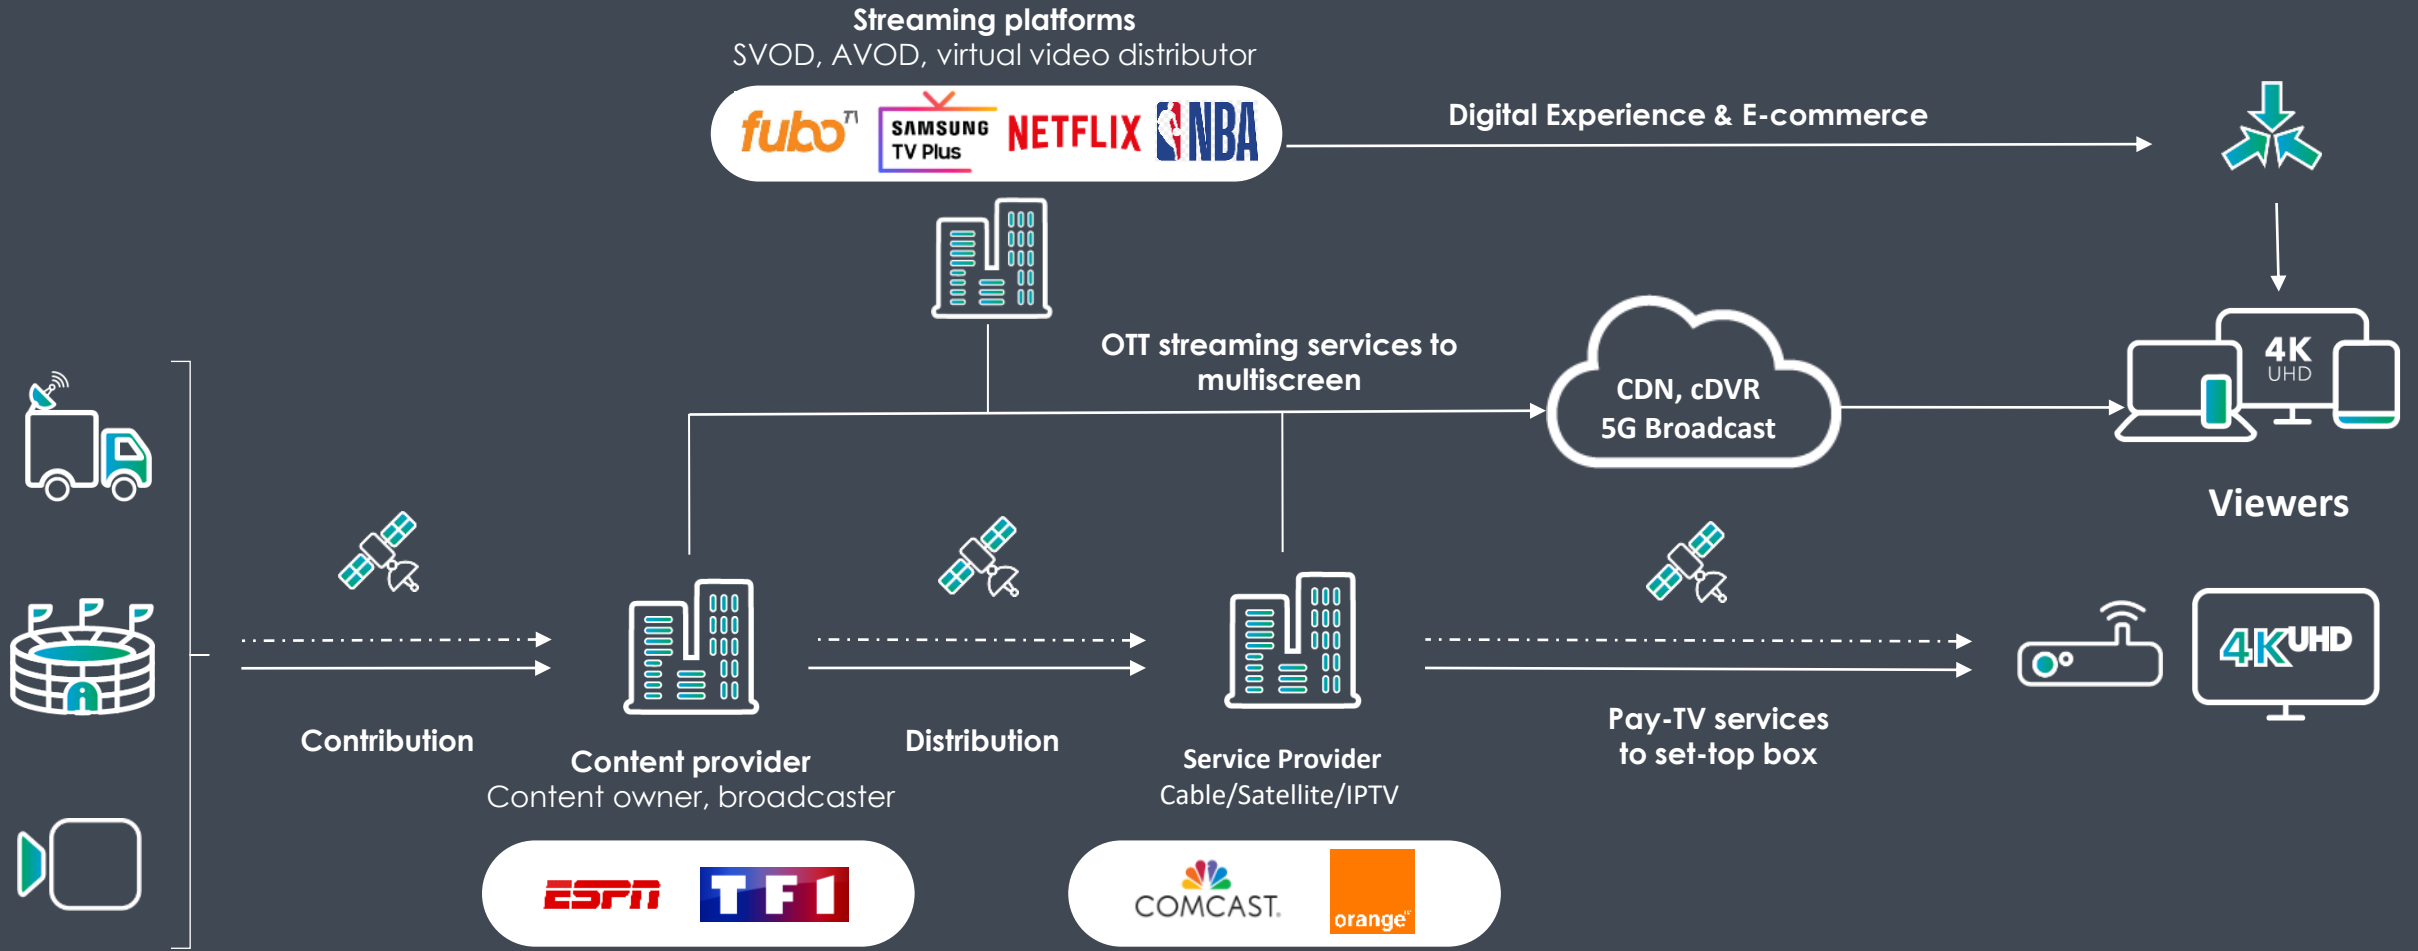 Streaming platforms
SVOD, AVOD, virtual video distributor
fubo TV
SAMSUNG
TV Plus
NETFLIX
NBA
Digital Experience & E-commerce
OTT streaming services to
multiscreen
CDN, cDVR
5G Broadcast
4K
UHD
Viewers
4K UHD
Contribution
Content provider
Content owner, broadcaster
ESPN
TF1
Distribution
Service Provider
Cable/Satellite/IPTV
COMCAST.
orange
Pay-TV services
to set-top box